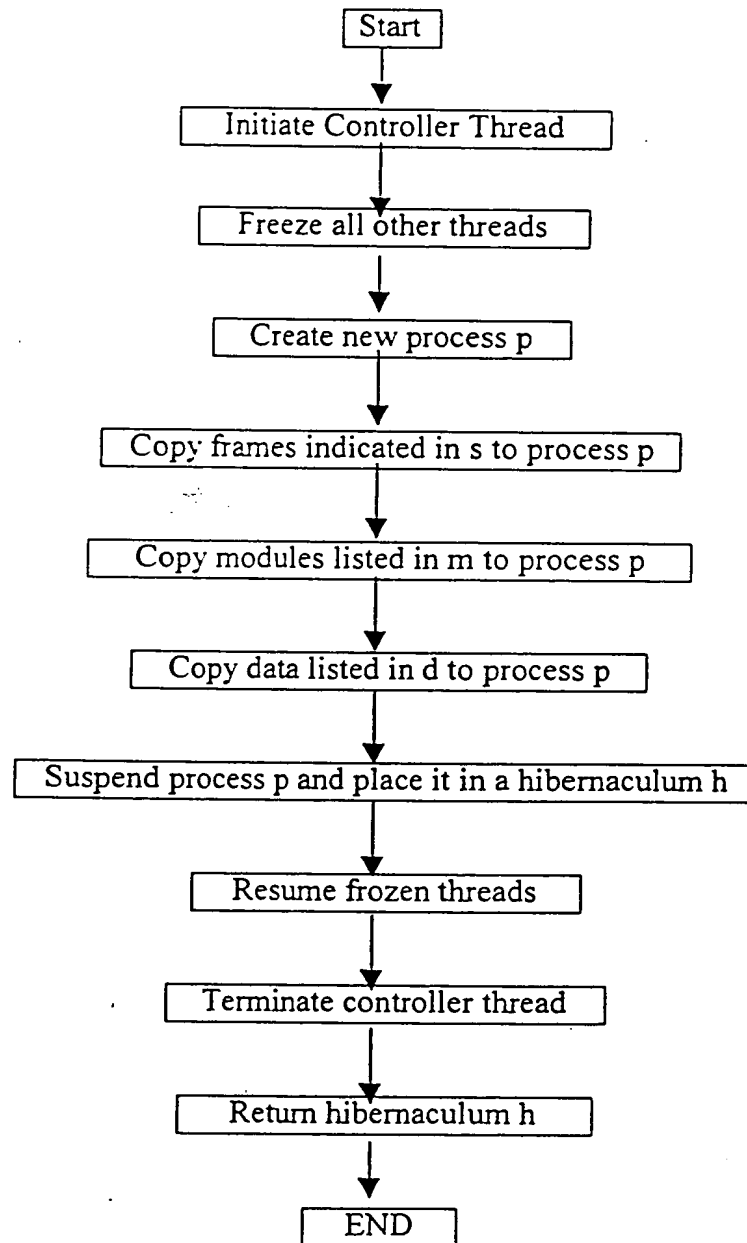 Start
Initiate Controller Thread
Freeze all other threads
Create new process p
Copy frames indicated in s to process p
Copy modules listed in m to process p
Copy data listed in d to process p
Suspend process p and place it in a hibernaculum h
Resume frozen threads
Terminate controller thread
Return hibernaculum h
END